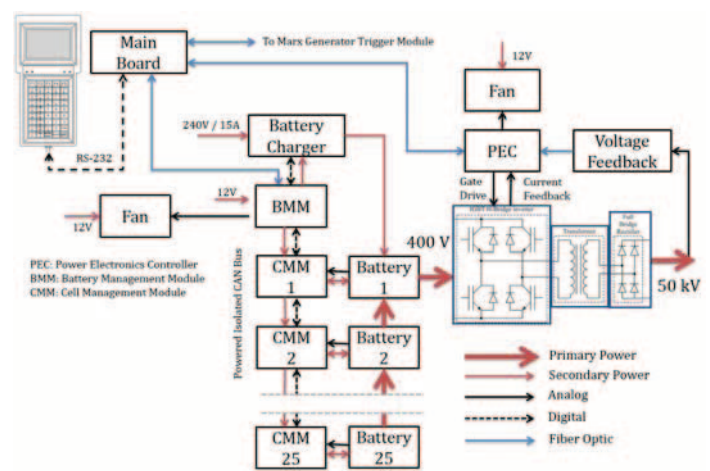 Main
Board
To Marx Generator Trigger Module
12V
Fan
240V / 15A
Battery
Charger
PEC
Voltage
Feedback
RS-232
Gate
Drive
Current
Feedback
12V
BMM
Fan
12V
400 V
Transformer
Full
Bridge
Rectifier
50 kV
PEC: Power Electronics Controller
BMM: Battery Management Module
CMM: Cell Management Module
Powered Isolated CAN Bus
CMM
1
Battery
1
CMM
2
Battery
2
CMM
25
Battery
25
Primary Power
Secondary Power
Analog
Digital
Fiber Optic